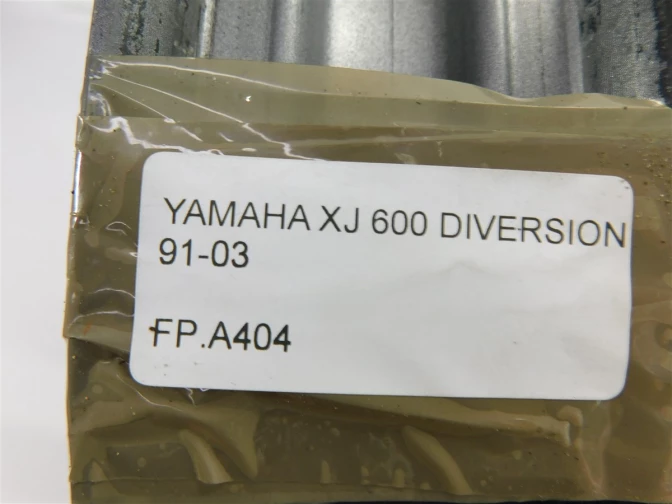 YAMAHA XJ 600 DIVERSION
91-03
FP.A404